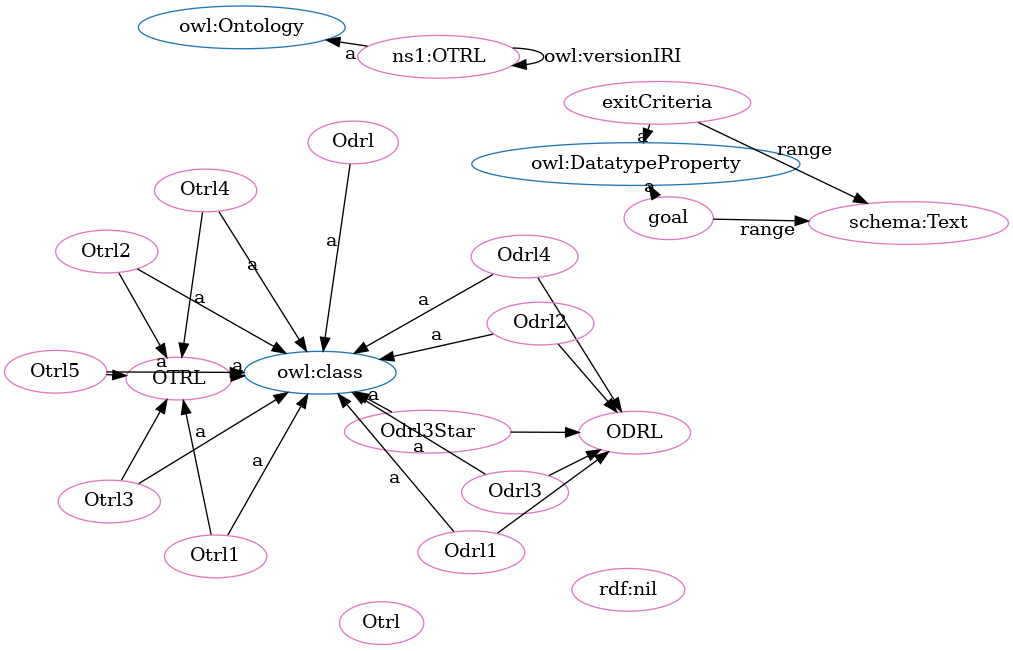 owl:Ontology
a
ns1:OTRL
owl:versionIRI
exitCriteria
a
range
owl:DatatypeProperty
a
goal
range
schema:Text
Odrl
a
Otrl4
a
Otrl2
a
Odrl4
a
Odrl2
a
Otrl5
a
OTRL
a
owl:class
a
Odrl3Star
ODRL
a
a
Odrl3
a
Otrl3
a
Otrl1
Odrl1
rdf:nil
Otrl